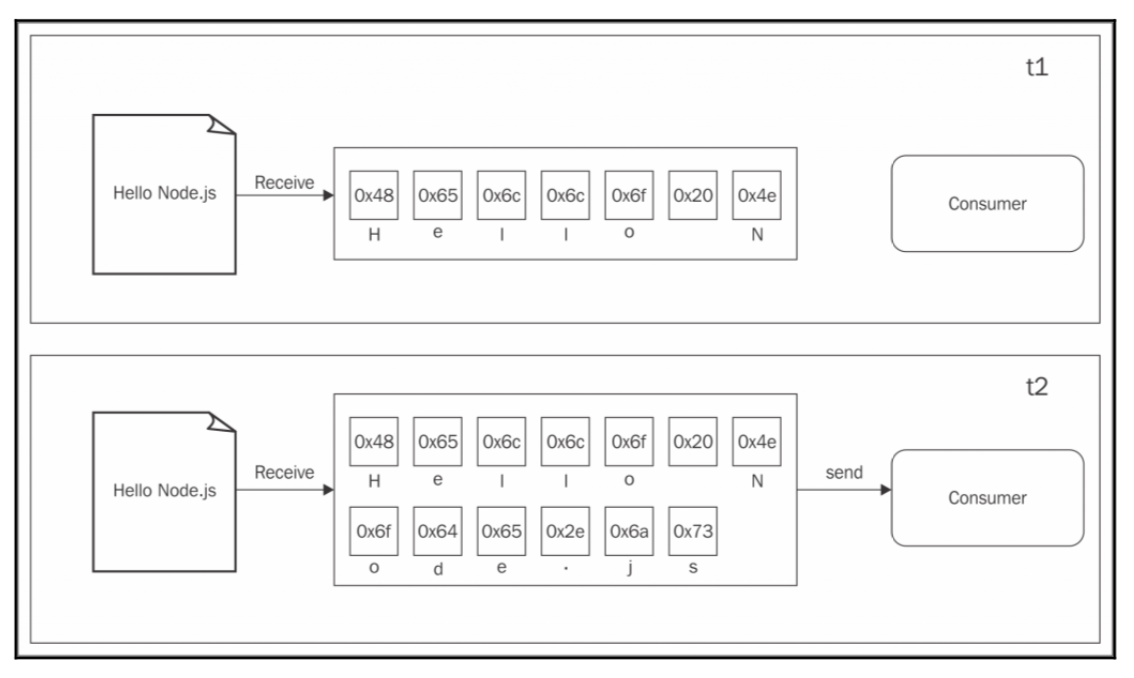 t1
Hello Node.js
Receive
0x48 0x65 0x6c 0x6c 0x6f 0x20 0x4e
H e l l o N
Consumer
t2
Hello Node.js
Receive
0x48 0x65 0x6c 0x6c 0x6f 0x20 0x4e
H e l l o N
0x6f 0x64 0x65 0x2e 0x6a 0x73
o d e . j s
send
Consumer